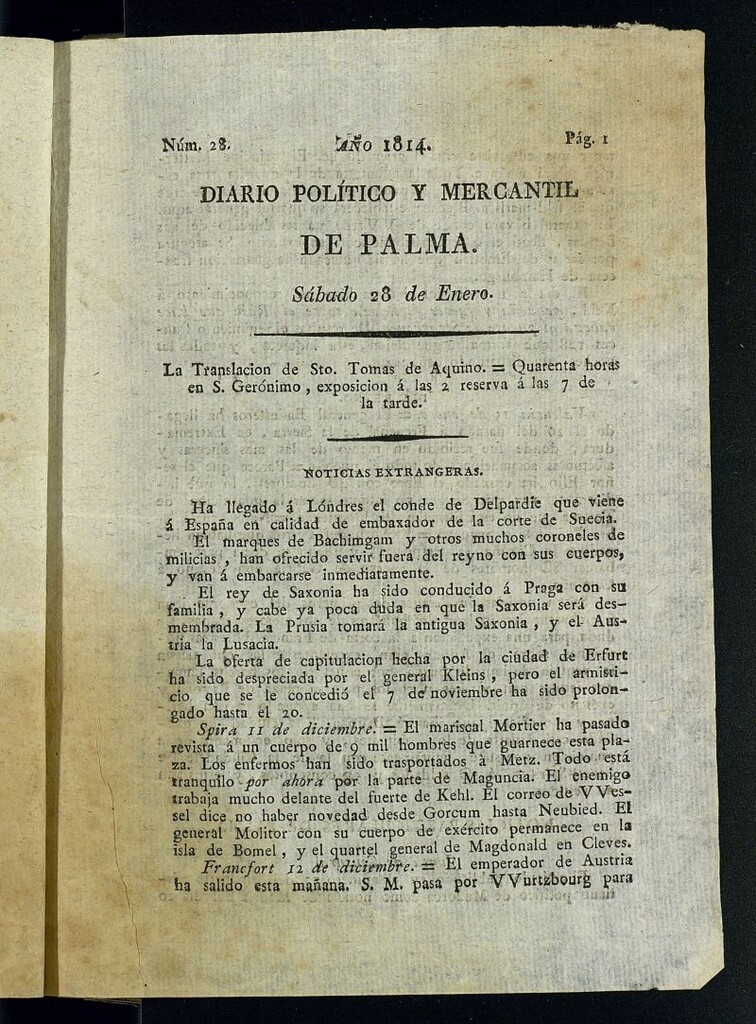 Núm. 28. Año 1814. Pág. 1
DIARIO POLÍTICO Y MERCANTIL
DE PALMA.
Sábado 28 de Enero.
La Translacion de Sto. Tomas de Aquino. = Quarenta horas
en S. Gerónimo, exposicion á las 2 reserva á las 7 de
la tarde.
NOTICIAS EXTRANGERAS.
Ha llegado á Lóndres el conde de Delpardie que viene
á España en calidad de embaxador de la corte de Suecia.
El marques de Bachimgam y otros muchos coroneles de
milicias, han ofrecido servir fuera del reyno con sus cuerpos,
y van á embarcarse inmediatamente.
El rey de Saxonia ha sido conducido á Praga con su
familia, y cabe ya poca duda en que la Saxonia será des-
membrada. La Prusia tomará la antigua Saxonia, y el Aus-
tria la Lusacia.
La oferta de capitulacion hecha por la ciudad de Erfurt
ha sido despreciada por el general Kleins, pero el armisti-
cio que se le concedió el 7 de noviembre ha sido prolon-
gado hasta el 20.
Spira 11 de diciembre. = El mariscal Mortier ha pasado
revista á un cuerpo de 9 mil hombres que guarnece esta pla-
za. Los enfermos han sido trasportados à Metz. Todo está
tranquilo por ahora por la parte de Maguncia. El enemigo
trabaja mucho delante del fuerte de Kehl. El correo de VVes-
sel dice no haber novedad desde Gorcum hasta Neubied. El
general Molitor con su cuerpo de exército permanece en la
isla de Bomel, y el quartel general de Magdonald en Cleves.
Francfort 12 de diciembre. = El emperador de Austria
ha salido esta mañana. S. M. pasa por VVurtzbourg para